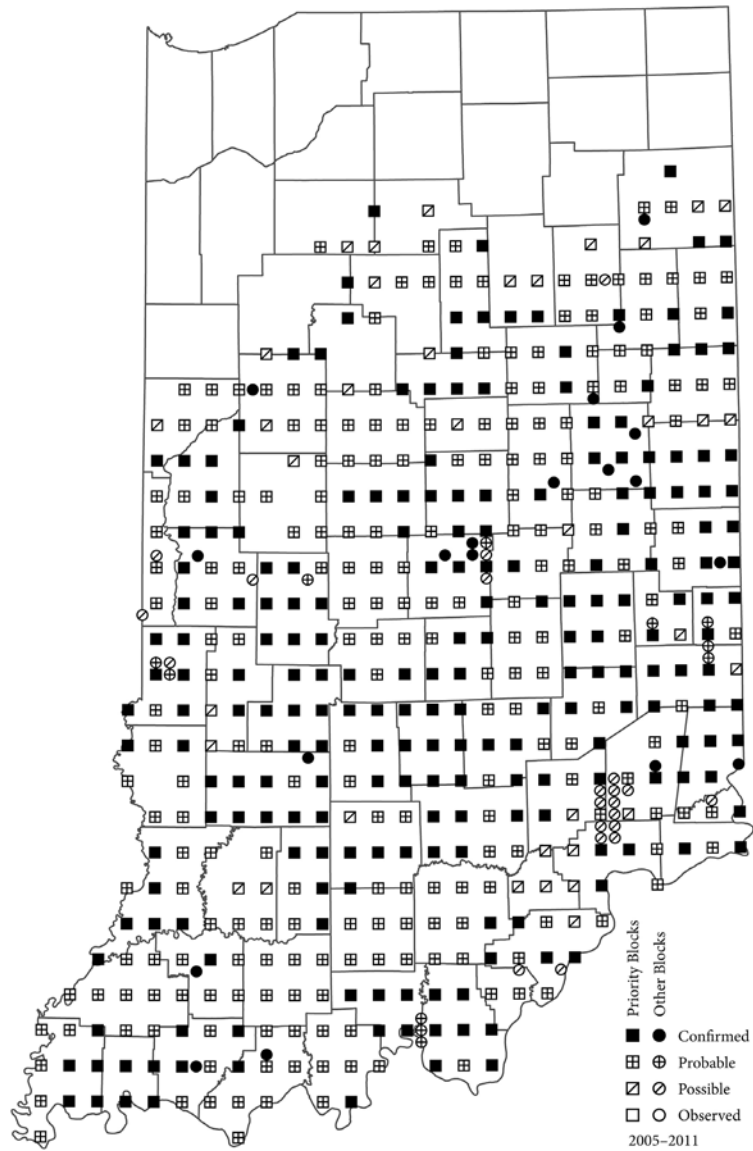 Priority Blocks
Other Blocks
Confirmed
Probable
Possible
Observed
2005–2011